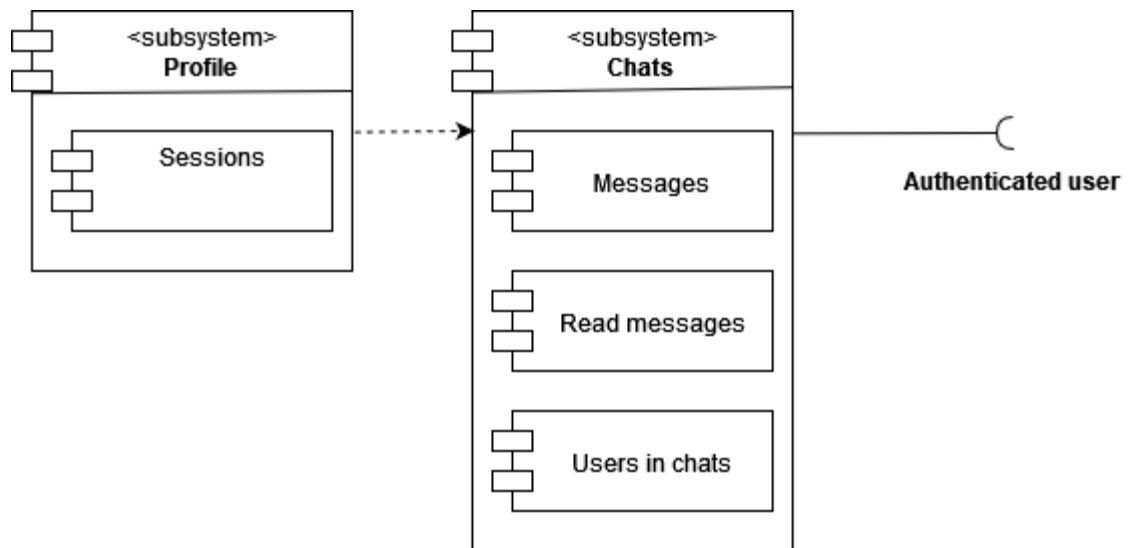 <subsystem>
Profile
Sessions
<subsystem>
Chats
Messages
Read messages
Users in chats
Authenticated user